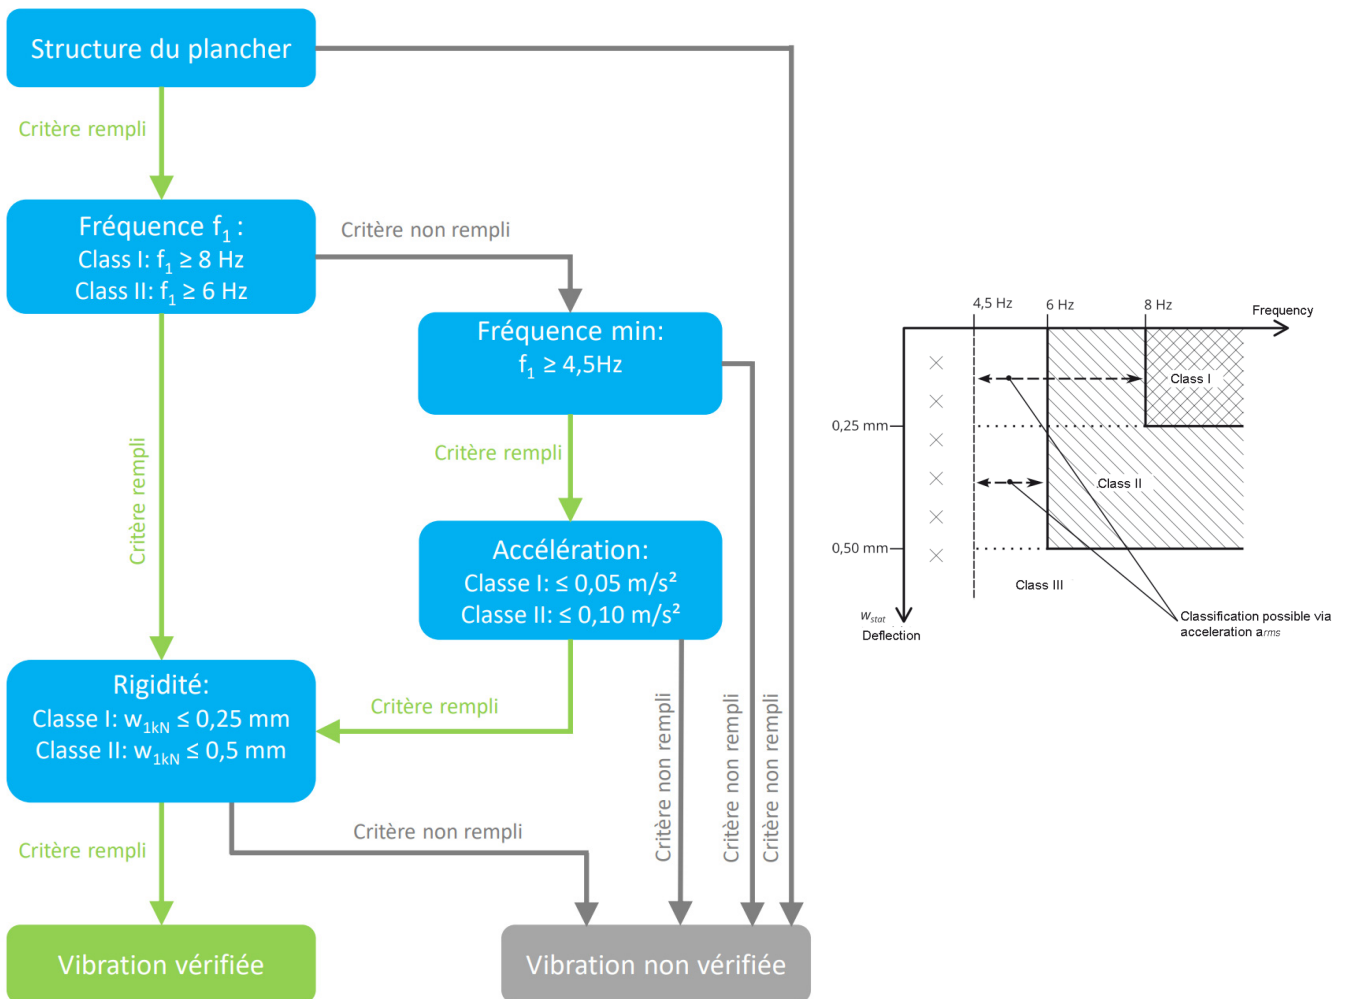 Structure du plancher
Critère rempli
Fréquence f₁ :
Class I: f₁ ≥ 8 Hz
Class II: f₁ ≥ 6 Hz
Critère non rempli
Fréquence min:
f₁ ≥ 4,5Hz
Critère rempli
Critère rempli
Accélération:
Classe I: ≤ 0,05 m/s²
Classe II: ≤ 0,10 m/s²
Rigidité:
Classe I: w₁kN ≤ 0,25 mm
Classe II: w₁kN ≤ 0,5 mm
Critère rempli
Critère non rempli
Critère non rempli
Critère non rempli
Critère non rempli
Critère rempli
Vibration vérifiée
Vibration non vérifiée
4,5 Hz
6 Hz
8 Hz
Frequency
Class I
0,25 mm
Class II
0,50 mm
Class III
wstat
Deflection
Classification possible via
acceleration arms